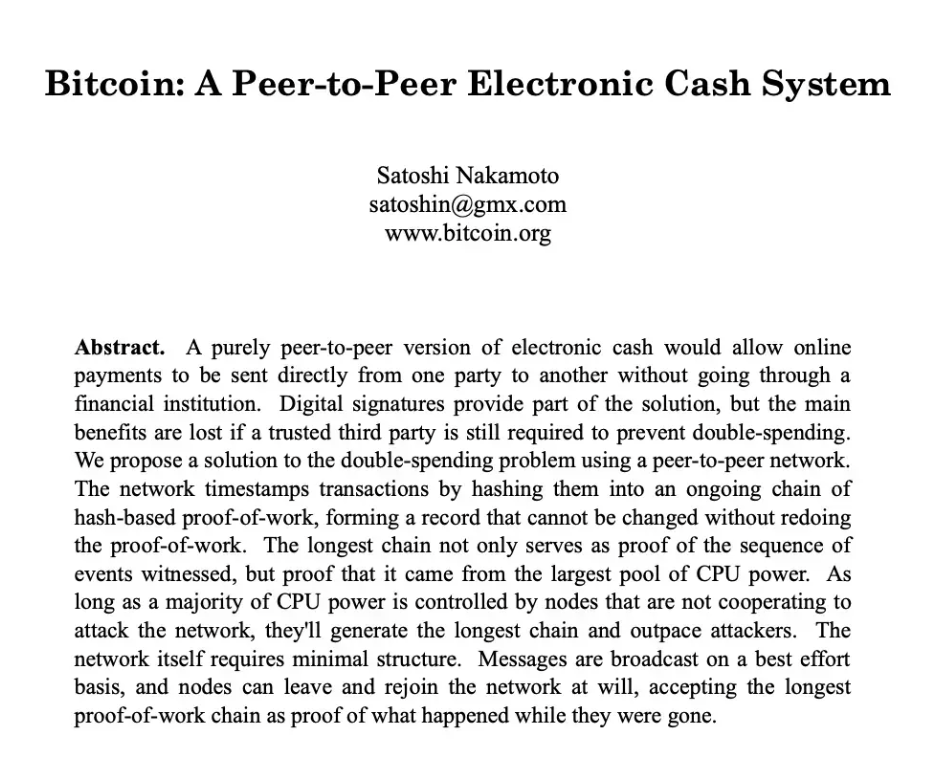 Bitcoin: A Peer-to-Peer Electronic Cash System
Satoshi Nakamoto
satoshin@gmx.com
www.bitcoin.org
Abstract. A purely peer-to-peer version of electronic cash would allow online
payments to be sent directly from one party to another without going through a
financial institution. Digital signatures provide part of the solution, but the main
benefits are lost if a trusted third party is still required to prevent double-spending.
We propose a solution to the double-spending problem using a peer-to-peer network.
The network timestamps transactions by hashing them into an ongoing chain of
hash-based proof-of-work, forming a record that cannot be changed without redoing
the proof-of-work. The longest chain not only serves as proof of the sequence of
events witnessed, but proof that it came from the largest pool of CPU power. As
long as a majority of CPU power is controlled by nodes that are not cooperating to
attack the network, they'll generate the longest chain and outpace attackers. The
network itself requires minimal structure. Messages are broadcast on a best effort
basis, and nodes can leave and rejoin the network at will, accepting the longest
proof-of-work chain as proof of what happened while they were gone.